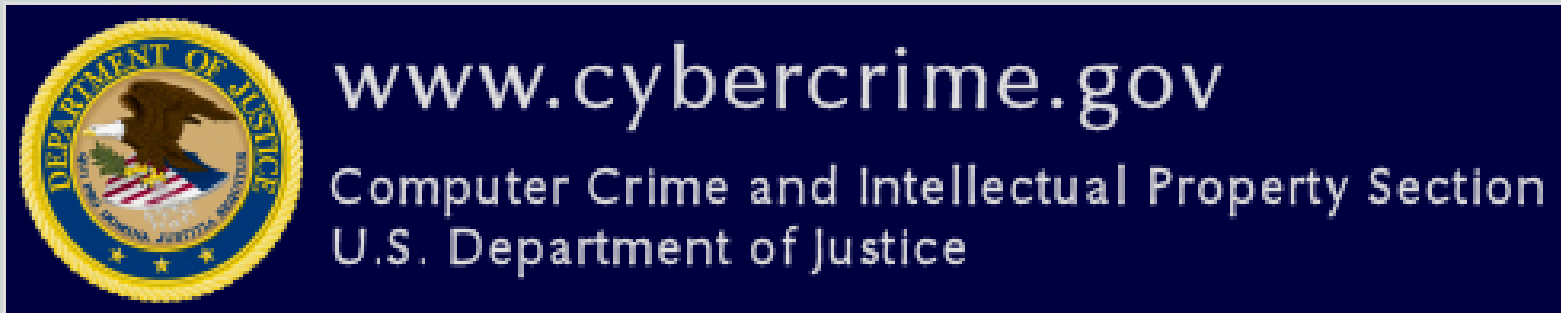 DEPARTMENT OF JUSTICE
www.cybercrime.gov
Computer Crime and Intellectual Property Section
U.S. Department of Justice